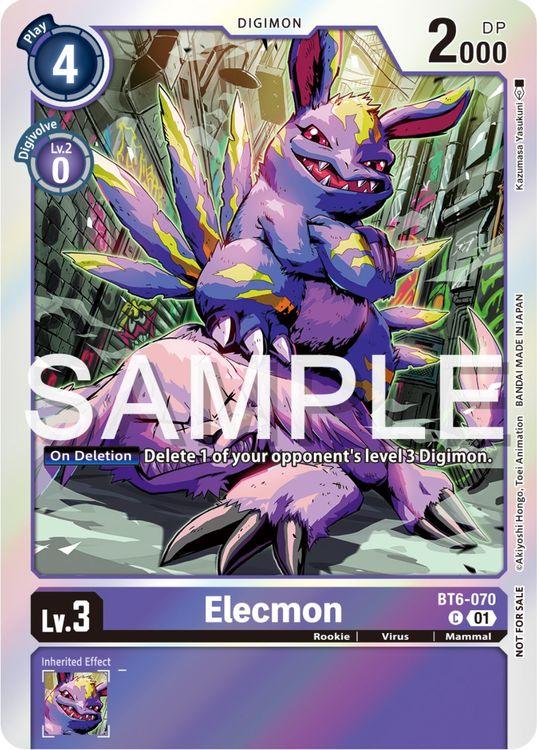 DIGIMON
Play
4
DP
2000
Digivolve
Lv.2
0
Kazumasa Yasukuni
SAMPLE
On Deletion Delete 1 of your opponent's level 3 Digimon.
©Akiyoshi Hongo, Toei Animation BANDAI MADE IN JAPAN
NOT FOR SALE
Lv.3
Elecmon
BT6-070
C 01
Rookie | Virus | Mammal
Inherited Effect
–